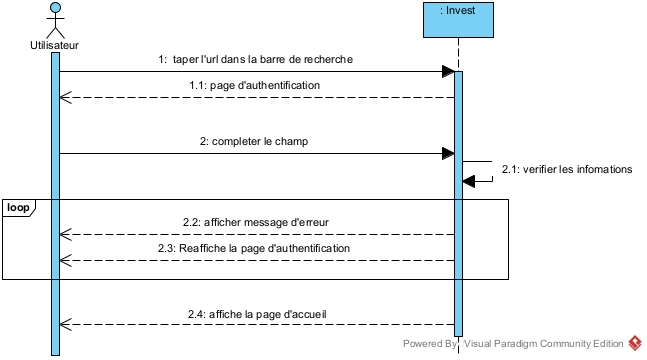 : Invest
Utilisateur
1: taper l'url dans la barre de recherche
1.1: page d'authentification
2: completer le champ
2.1: verifier les infomations
loop
2.2: afficher message d'erreur
2.3: Reaffiche la page d'authentification
2.4: affiche la page d'accueil
Powered By Visual Paradigm Community Edition